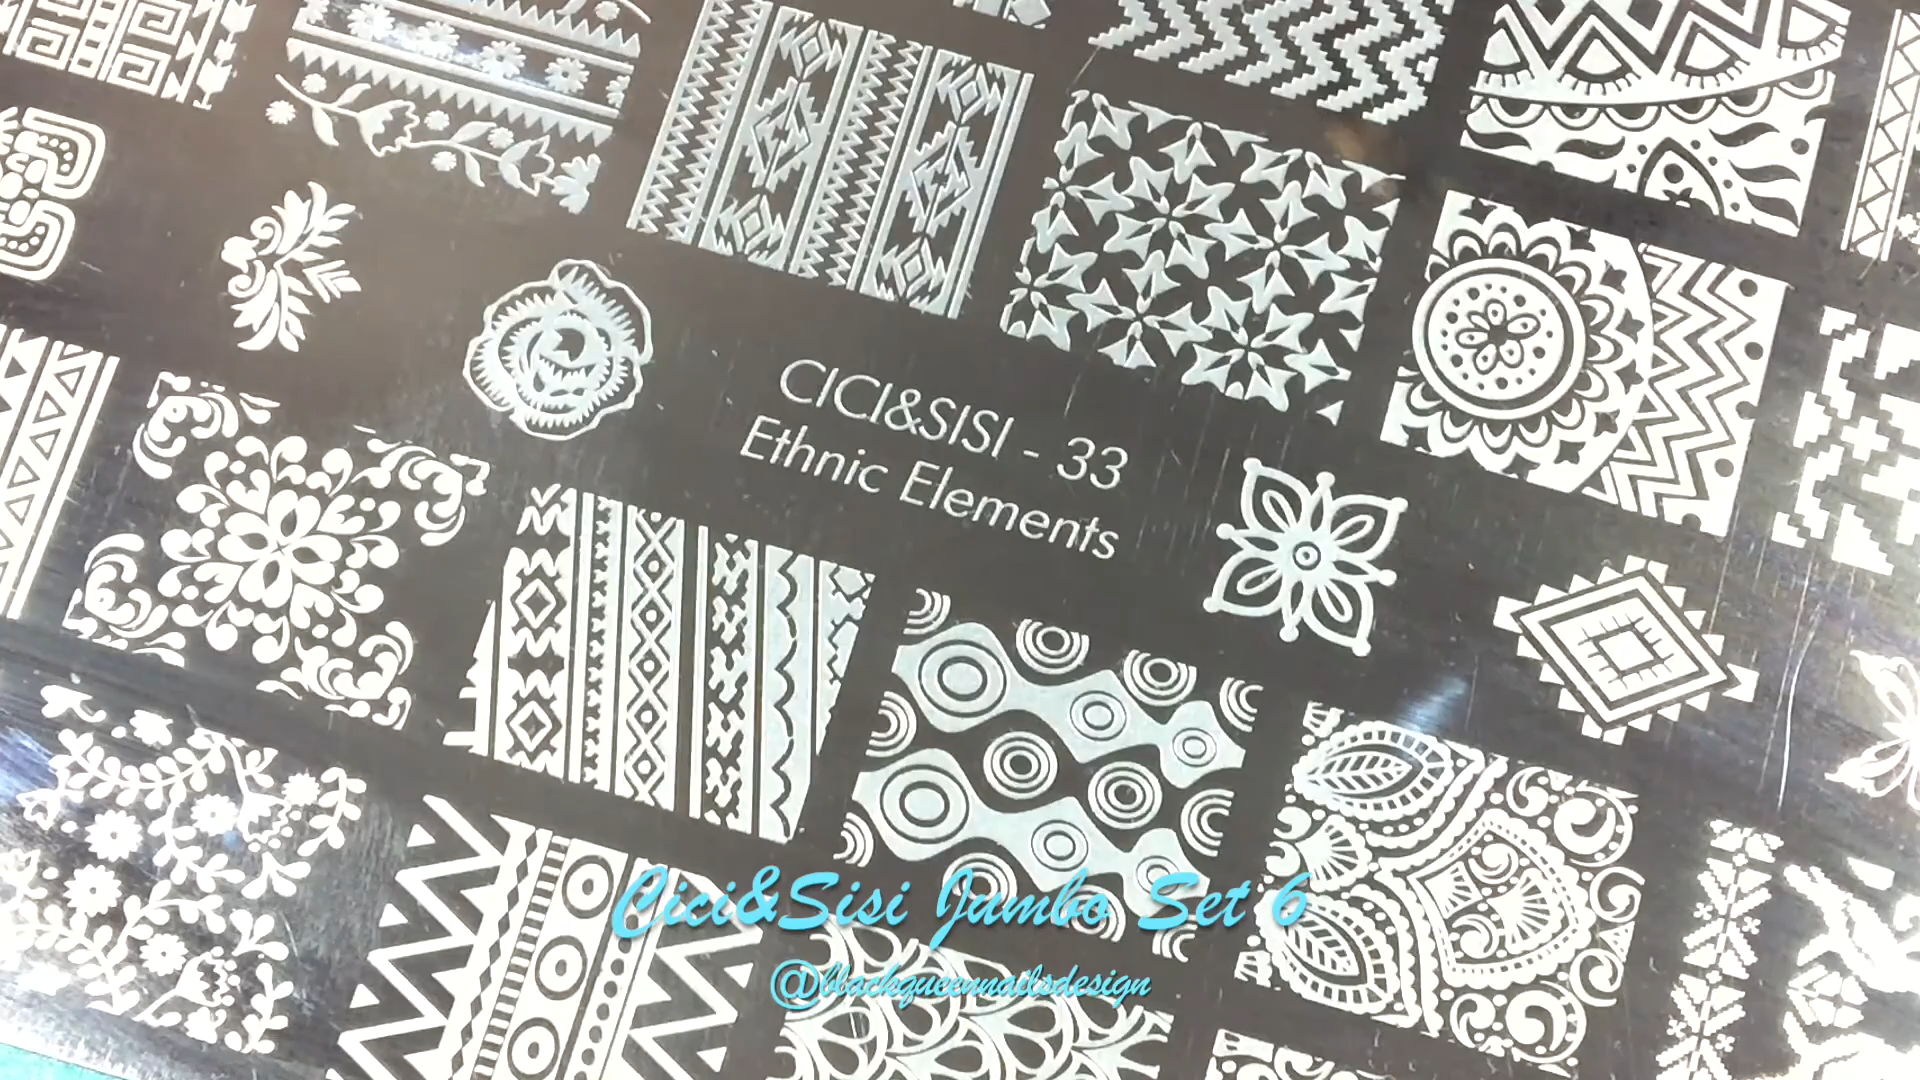 CICI&SISI - 33
Ethnic Elements
Cici&Sisi Jumbo Set 6
@blackqueennailsdesign